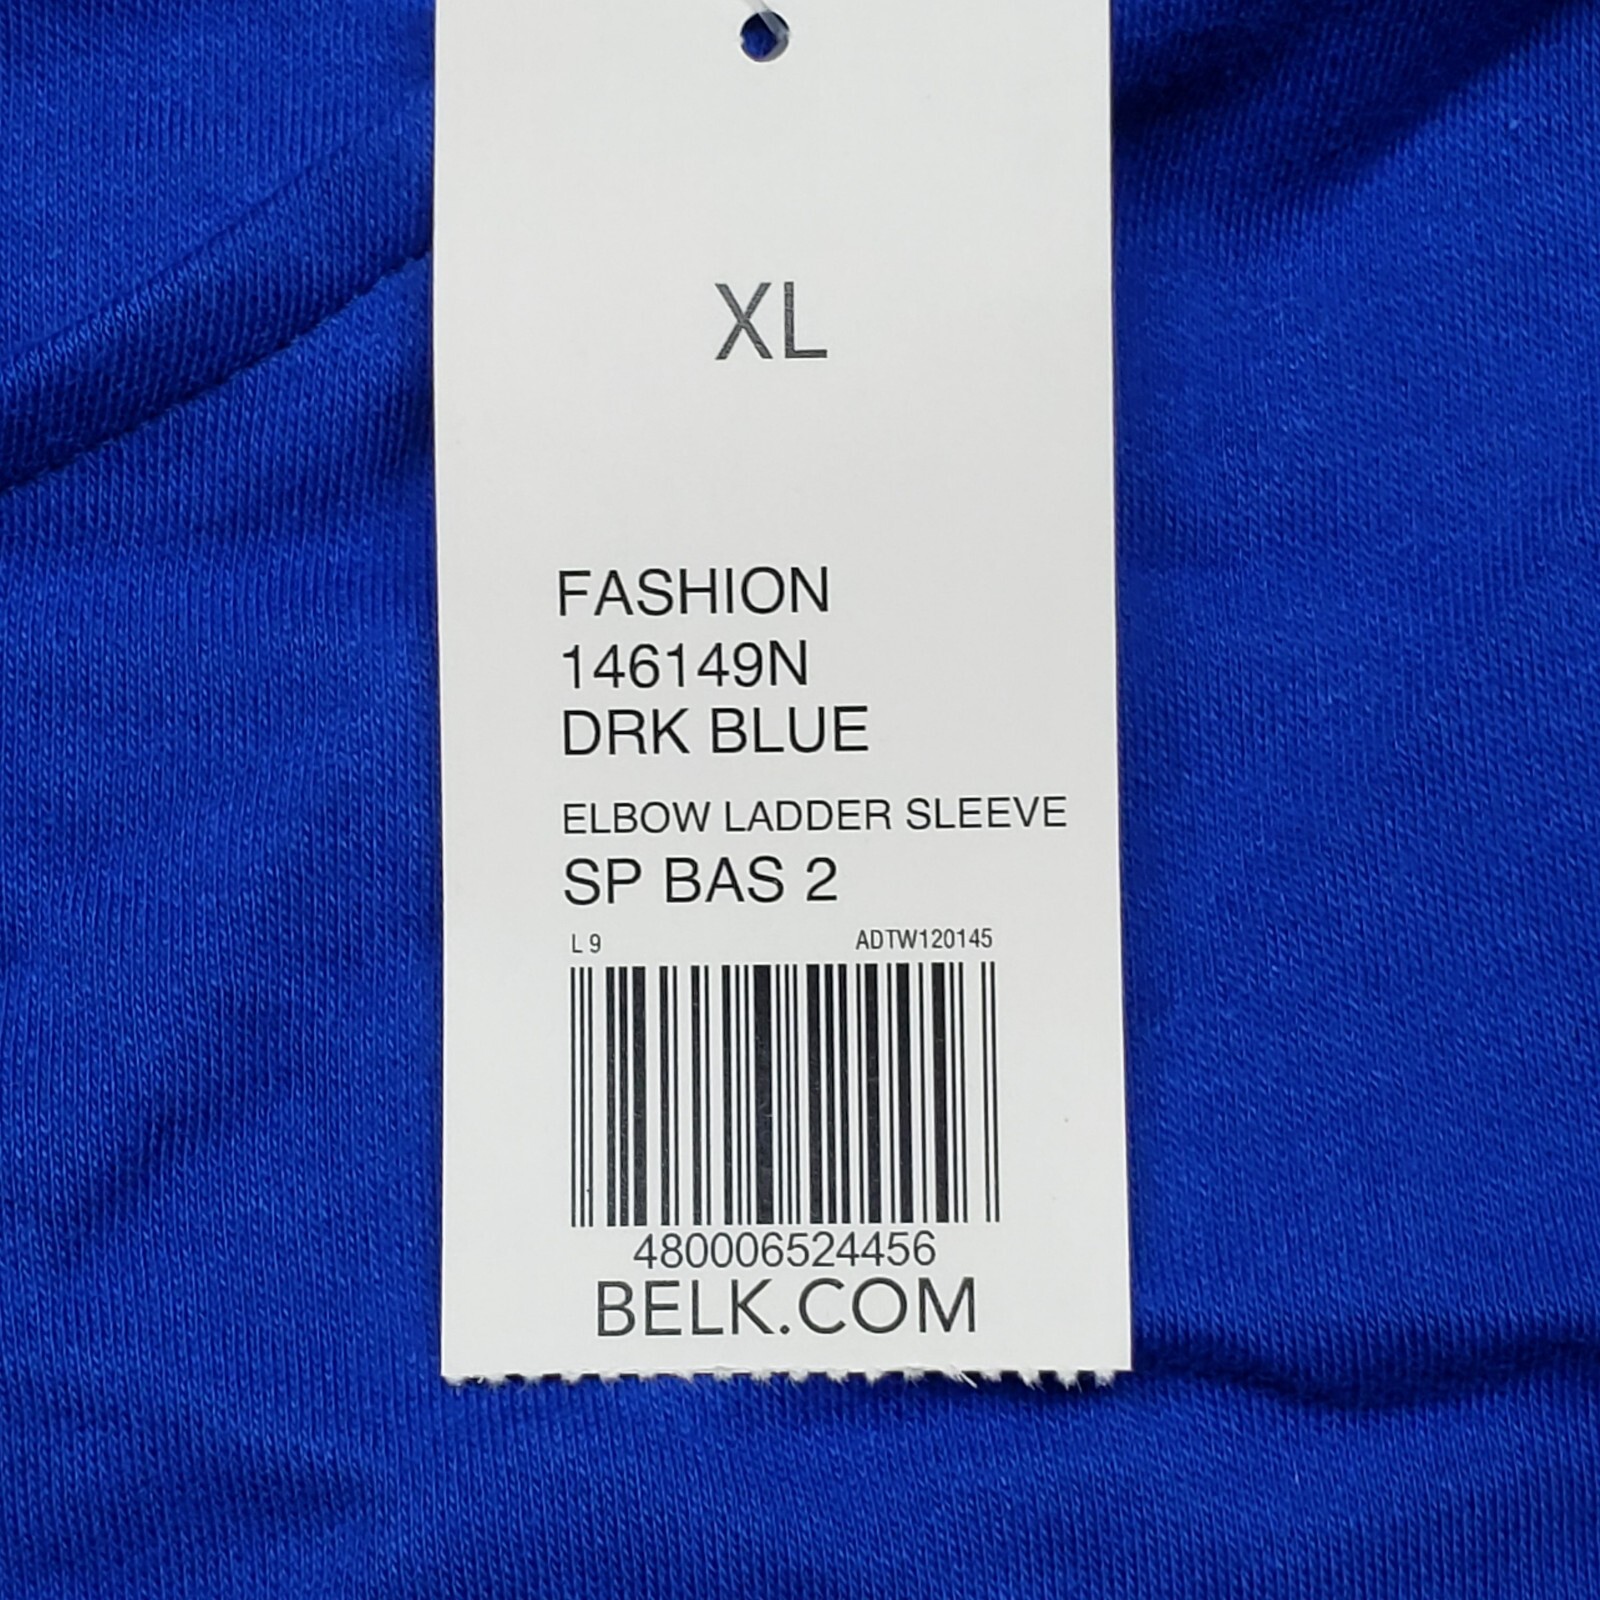 XL
FASHION
146149N
DRK BLUE
ELBOW LADDER SLEEVE
SP BAS 2
L 9 ADTW120145
480006524456
BELK.COM